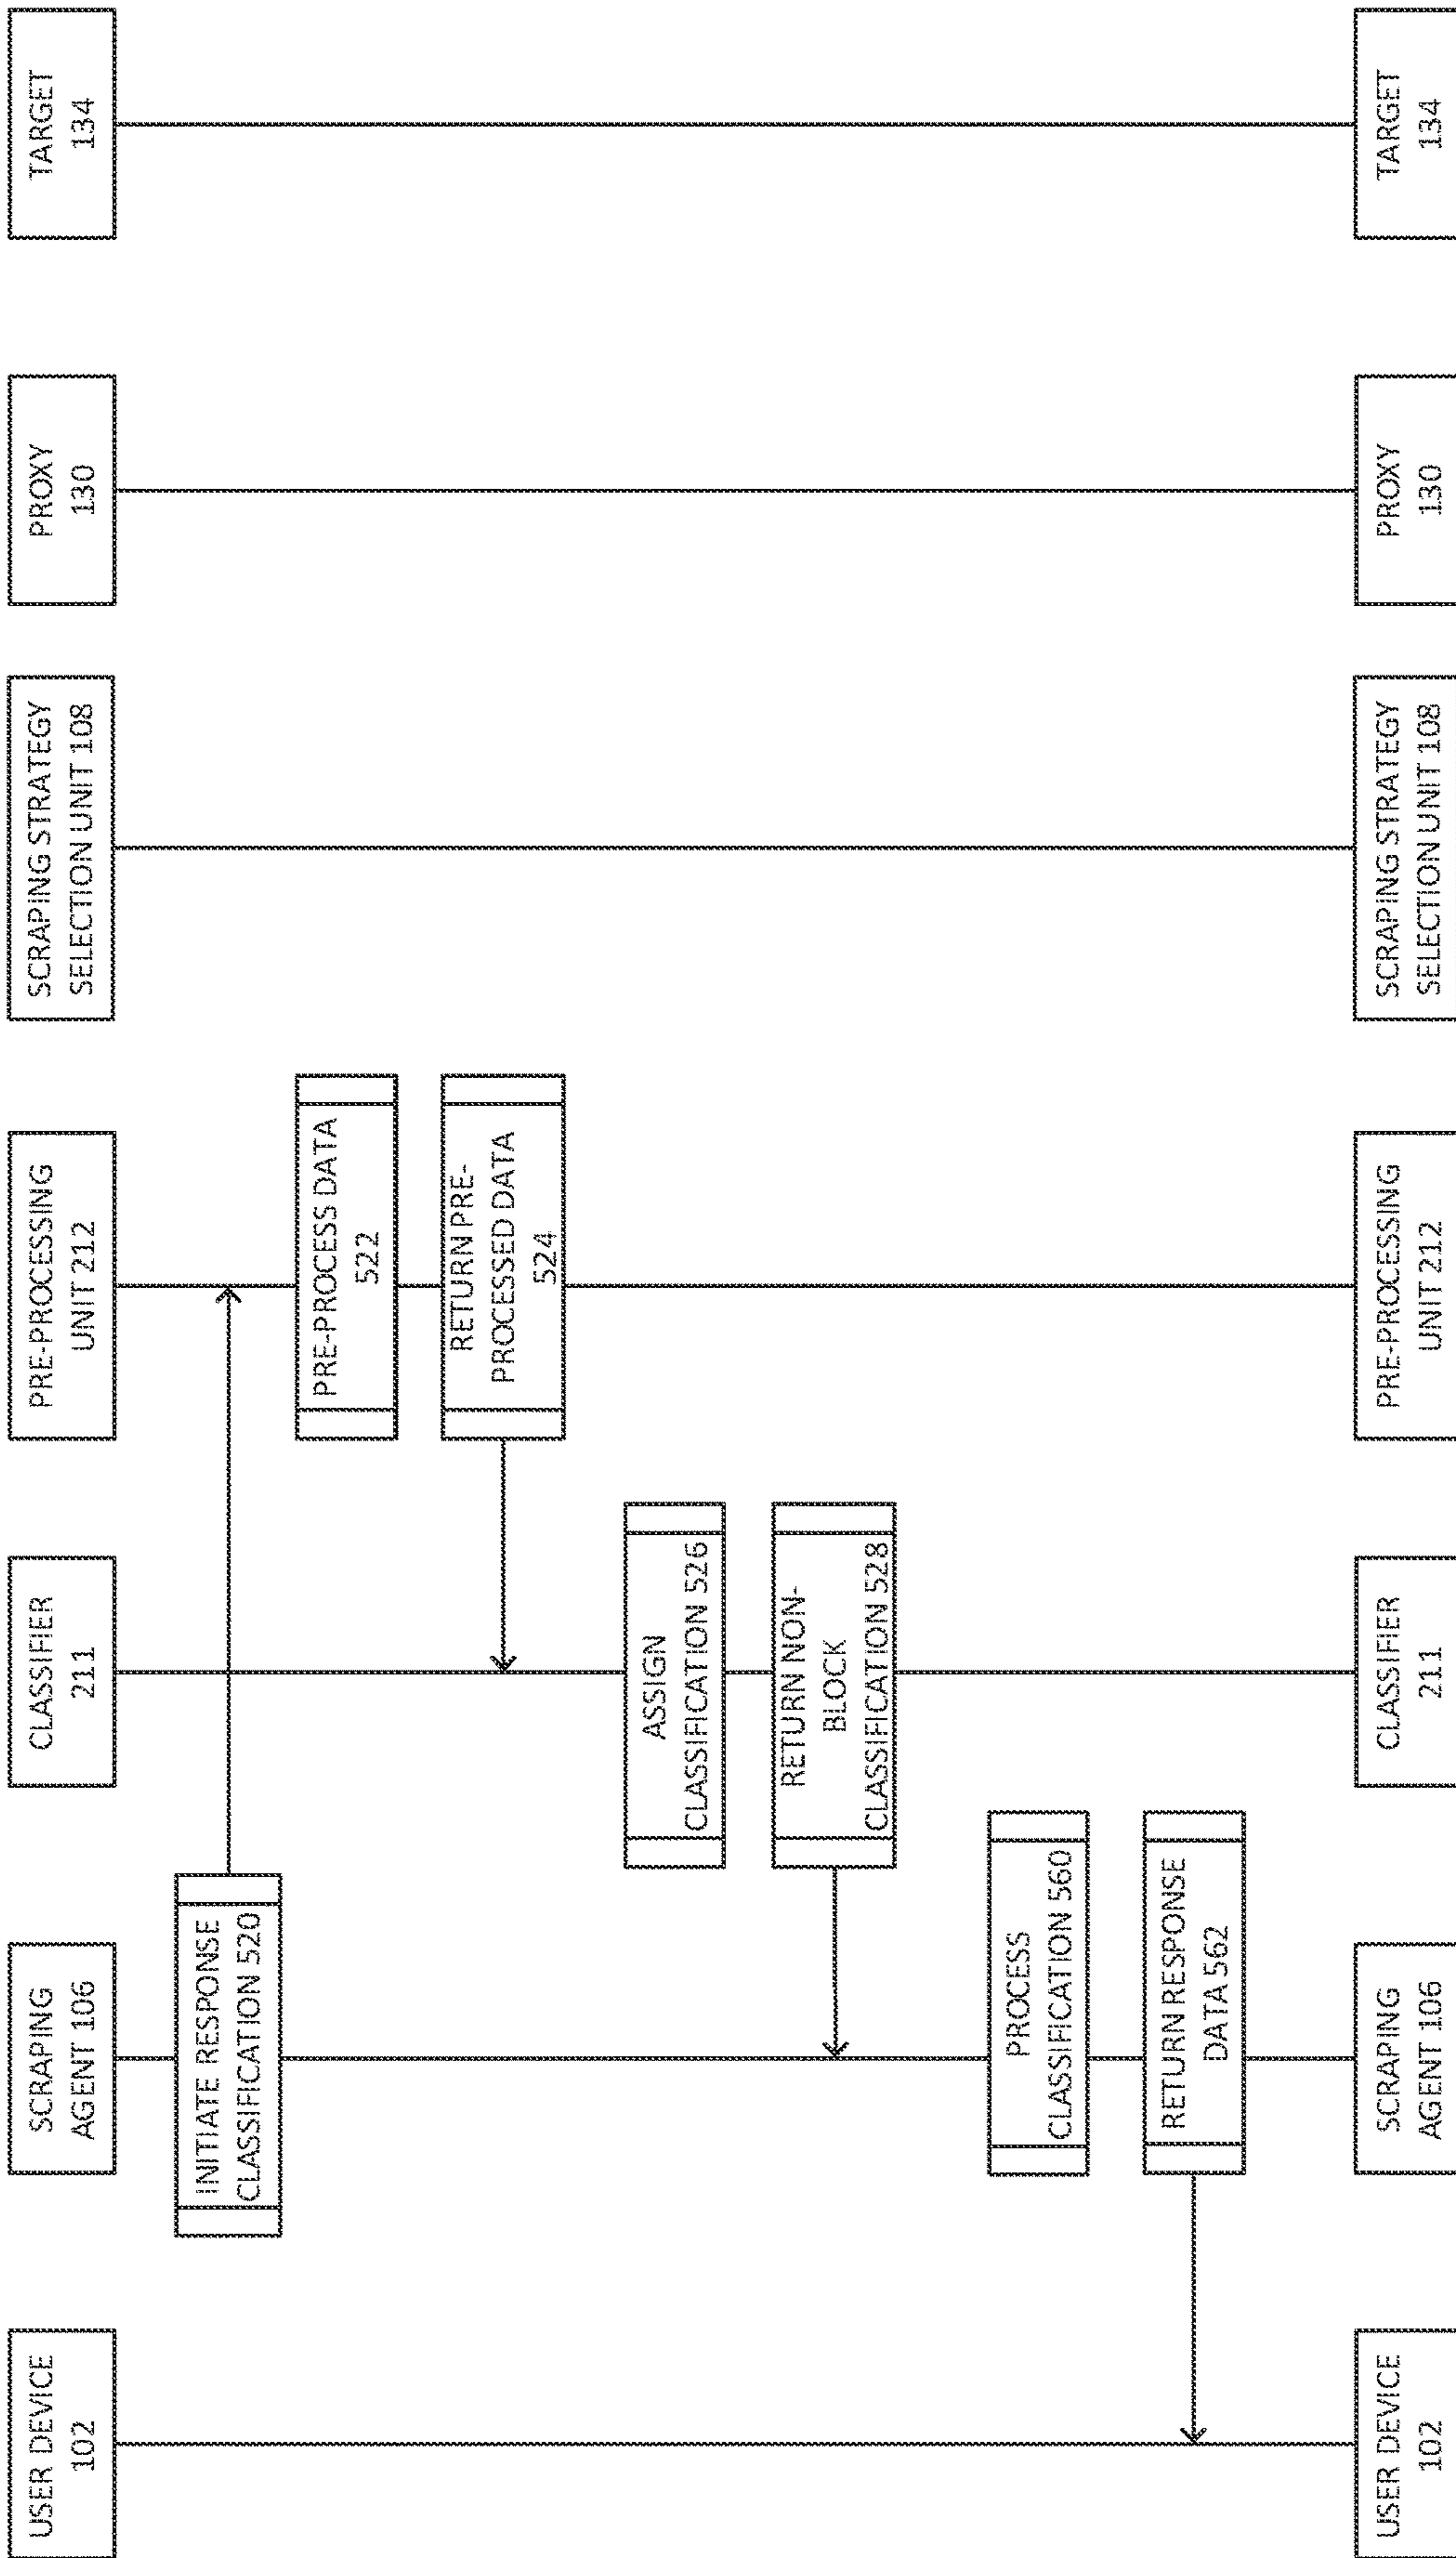 USER DEVICE
102
SCRAPING
AGENT 106
CLASSIFIER
211
PRE-PROCESSING
UNIT 212
SCRAPING STRATEGY
SELECTION UNIT 108
PROXY
130
TARGET
134
INITIATE RESPONSE
CLASSIFICATION 520
PRE-PROCESS DATA
522
RETURN PRE-
PROCESSED DATA
524
ASSIGN
CLASSIFICATION 526
RETURN NON-
BLOCK
CLASSIFICATION 528
PROCESS
CLASSIFICATION 560
RETURN RESPONSE
DATA 562
USER DEVICE
102
SCRAPING
AGENT 106
CLASSIFIER
211
PRE-PROCESSING
UNIT 212
SCRAPING STRATEGY
SELECTION UNIT 108
PROXY
130
TARGET
134